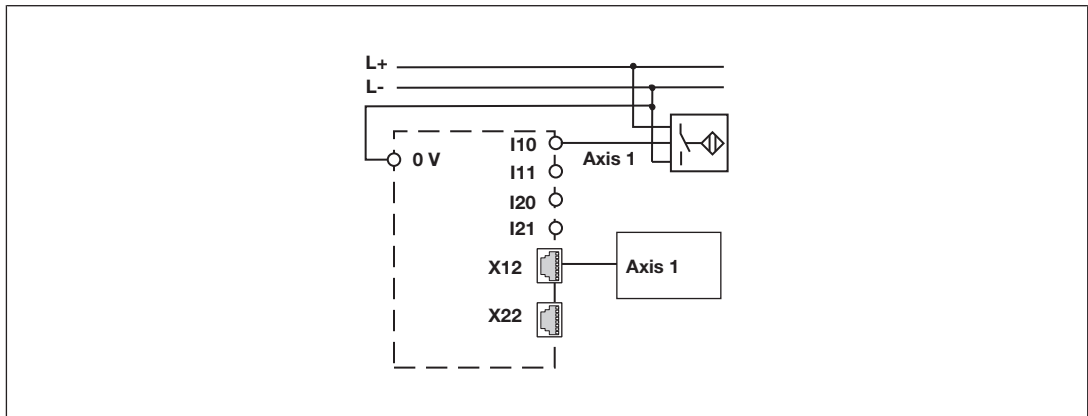 L+
L-
0 V
I10
Axis 1
I11
I20
I21
X12
Axis 1
X22